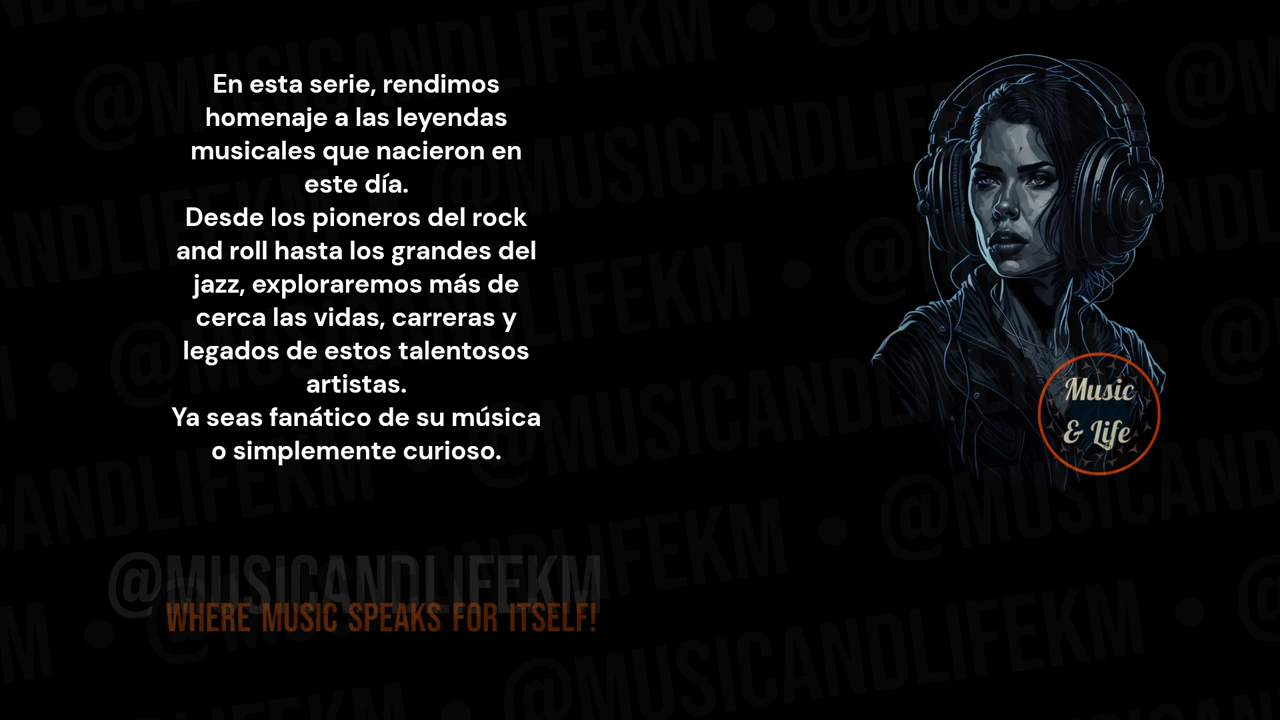 En esta serie, rendimos
homenaje a las leyendas
musicales que nacieron en
este día.
Desde los pioneros del rock
and roll hasta los grandes del
jazz, exploraremos más de
cerca las vidas, carreras y
legados de estos talentosos
artistas.
Ya seas fanático de su música
o simplemente curioso.
Music
& Life
@MUSICANDLIFEKM
WHERE MUSIC SPEAKS FOR ITSELF!